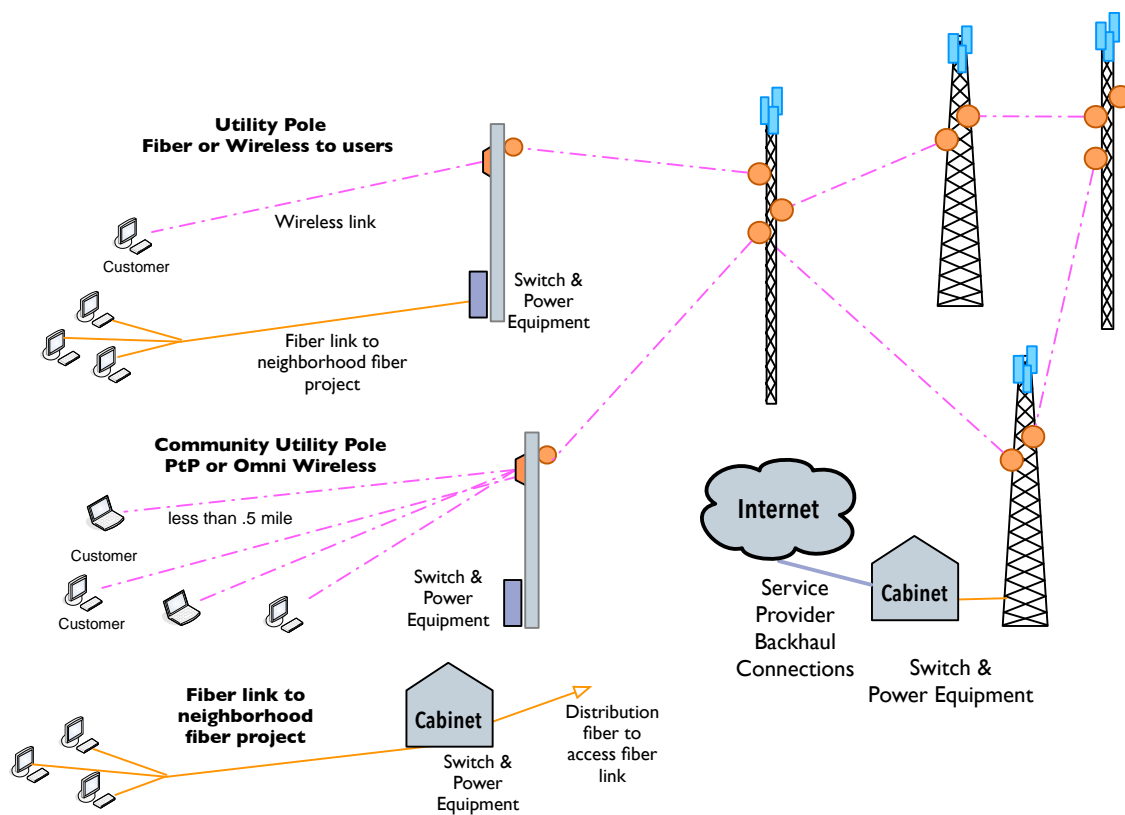 Utility Pole
Fiber or Wireless to users
Wireless link
Customer
Switch &
Power
Equipment
Fiber link to
neighborhood fiber
project
Community Utility Pole
PtP or Omni Wireless
less than .5 mile
Customer
Customer
Switch &
Power
Equipment
Internet
Cabinet
Service
Provider
Backhaul
Connections
Switch &
Power Equipment
Fiber link to
neighborhood
fiber project
Cabinet
Switch &
Power
Equipment
Distribution
fiber to
access fiber
link